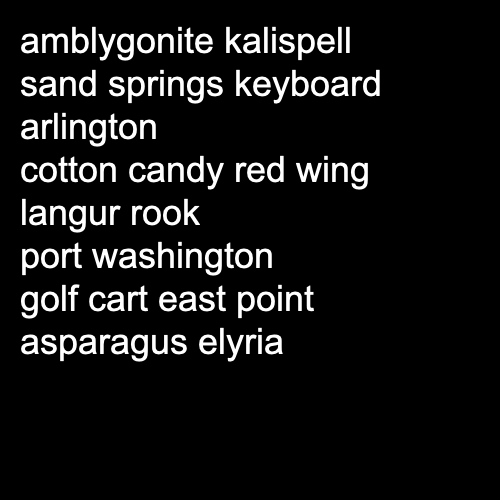 amblygonite kalispell
sand springs keyboard
arlington
cotton candy red wing
langur rook
port washington
golf cart east point
asparagus elyria